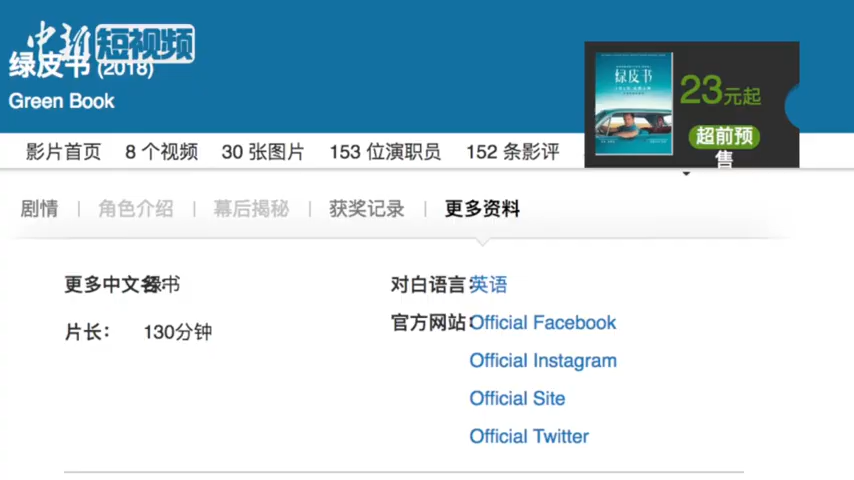 中新短视频
绿皮书 (2018)
Green Book
绿皮书
23元起
超前预售
影片首页 8 个视频 30 张图片 153 位演职员 152 条影评
剧情 | 角色介绍 | 幕后揭秘 | 获奖记录 | 更多资料
更多中文名: 绿书
对白语言: 英语
片长: 130分钟
官方网站: Official Facebook
Official Instagram
Official Site
Official Twitter